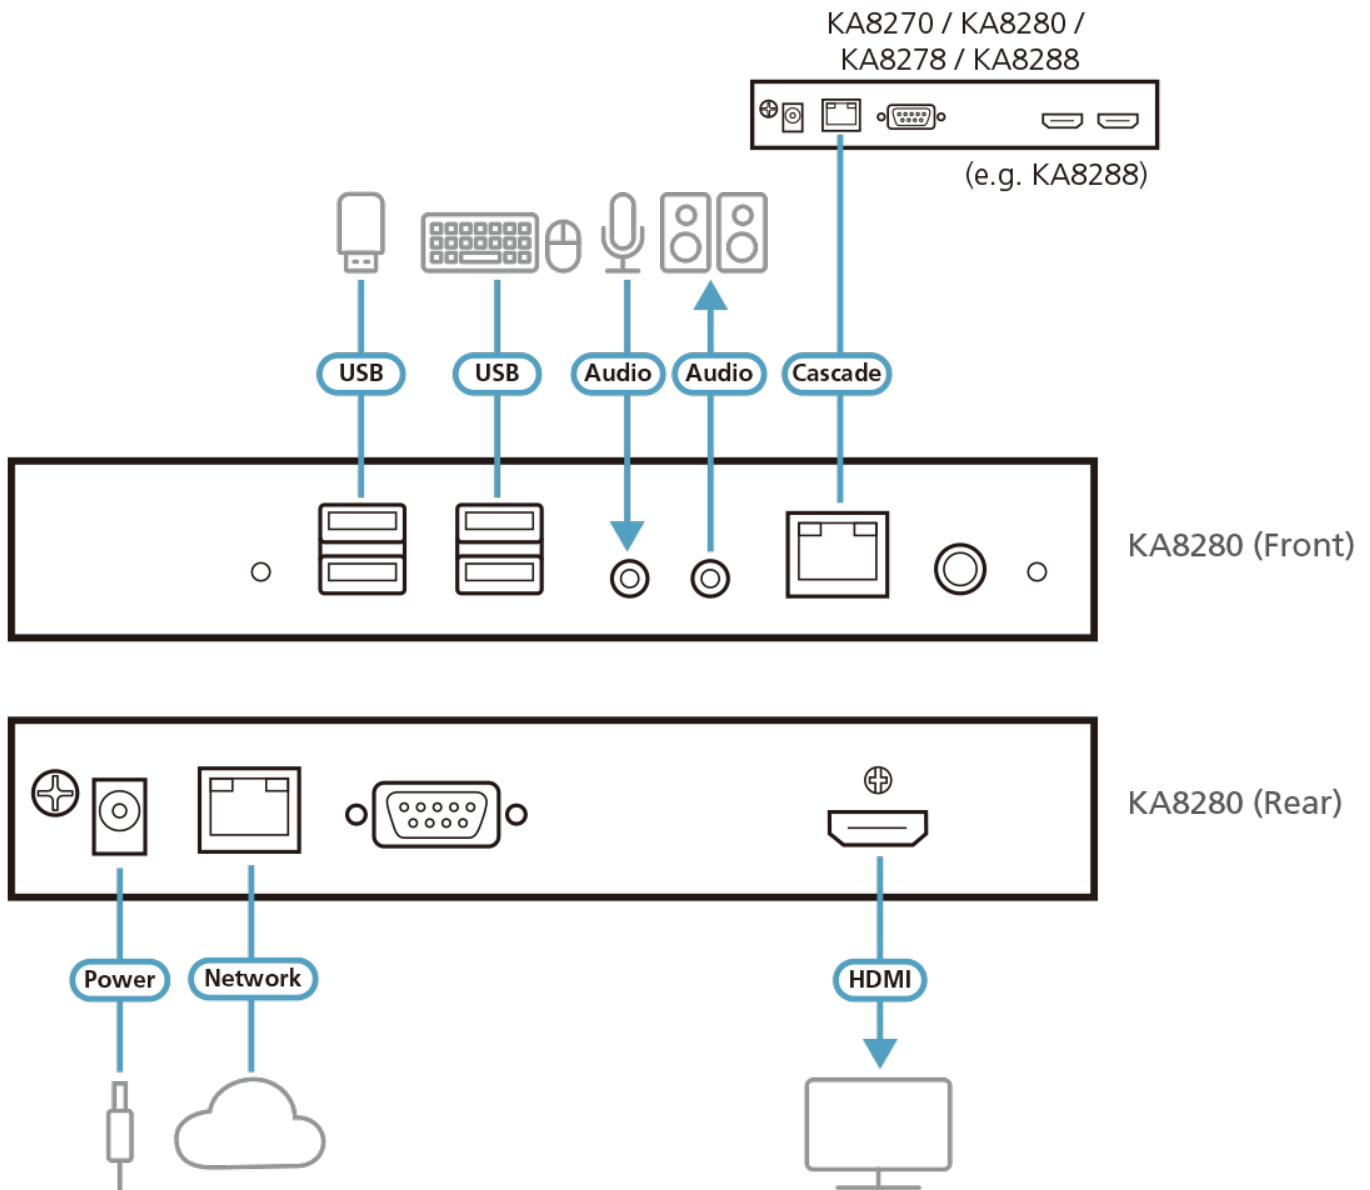 KA8270 / KA8280 /
KA8278 / KA8288
(e.g. KA8288)
USB
USB
Audio
Audio
Cascade
KA8280 (Front)
KA8280 (Rear)
Power
Network
HDMI